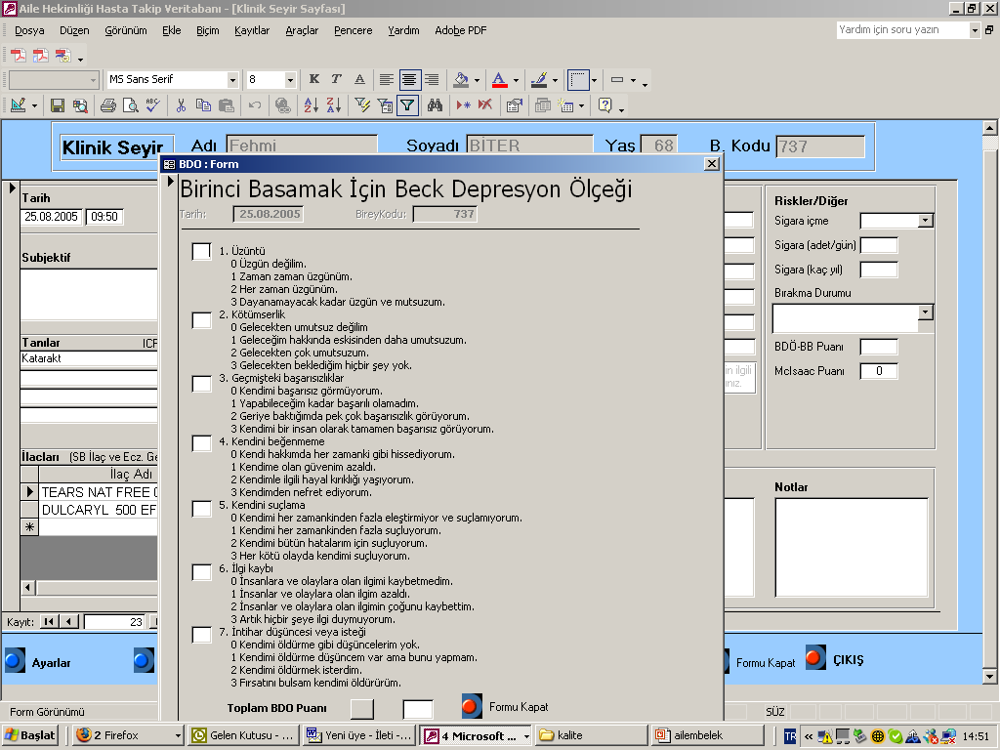 Aile Hekimliği Hasta Takip Veritabanı - [Klinik Seyir Sayfası]
Dosya Düzen Görünüm Ekle Biçim Kayıtlar Araçlar Pencere Yardım Adobe PDF
Yardım için soru yazın
MS Sans Serif 8 K T A
Klinik Seyir Adı Fehmi Soyadı BİTER Yaş 68 B. Kodu 737
BDO : Form
Birinci Basamak İçin Beck Depresyon Ölçeği
Tarih: 25.08.2005 BireyKodu: 737
1. Üzüntü
0 Üzgün değilim.
1 Zaman zaman üzgünüm.
2 Her zaman üzgünüm.
3 Dayanamayacak kadar üzgün ve mutsuzum.
2. Kötümserlik
0 Gelecekten umutsuz değilim
1 Geleceğim hakkında eskisinden daha umutsuzum.
2 Gelecekten çok umutsuzum.
3 Gelecekten beklediğim hiçbir şey yok.
3. Geçmişteki başarısızlıklar
0 Kendimi başarısız görmüyorum.
1 Yapabileceğim kadar başarılı olamadım.
2 Geriye baktığımda pek çok başarısızlık görüyorum.
3 Kendimi bir insan olarak tamamen başarısız görüyorum.
4. Kendini beğenmeme
0 Kendi hakkımda her zamanki gibi hissediyorum.
1 Kendime olan güvenim azaldı.
2 Kendimle ilgili hayal kırıklığı yaşıyorum.
3 Kendimden nefret ediyorum.
5. Kendini suçlama
0 Kendimi her zamankinden fazla eleştirmiyor ve suçlamıyorum.
1 Kendimi her zamankinden fazla suçluyorum.
2 Kendimi bütün hatalarım için suçluyorum.
3 Her kötü olayda kendimi suçluyorum.
6. İlgi kaybı
0 İnsanlara ve olaylara olan ilgimi kaybetmedim.
1 İnsanlar ve olaylara olan ilgim azaldı.
2 İnsanlar ve olaylara olan ilgimin çoğunu kaybettim.
3 Artık hiçbir şeye ilgi duymuyorum.
7. İntihar düşüncesi veya isteği
0 Kendimi öldürme gibi düşüncelerim yok.
1 Kendimi öldürme düşüncem var ama bunu yapmam.
2 Kendimi öldürmek isterdim.
3 Fırsatını bulsam kendimi öldürürüm.
Toplam BDO Puanı Formu Kapat
Tarih
25.08.2005 09:50
Subjektif
Tanılar ICF
Katarakt
İlaçları (SB İlaç ve Ecz. Ge
İlaç Adı
TEARS NAT FREE
DULCARYL 500 EF
Kayıt: 23
Riskler/Diğer
Sigara içme
Sigara (adet/gün)
Sigara (kaç yıl)
Bırakma Durumu
BDÖ-BB Puanı
McIsaac Puanı 0
in ilgili
nız.
Notlar
Ayarlar Formu Kapat ÇIKIŞ
Form Görünümü SÜZ
Başlat 2 Firefox Gelen Kutusu - ... Yeni üye - İleti -... 4 Microsoft ... kalite ailembelek TR « 14:51